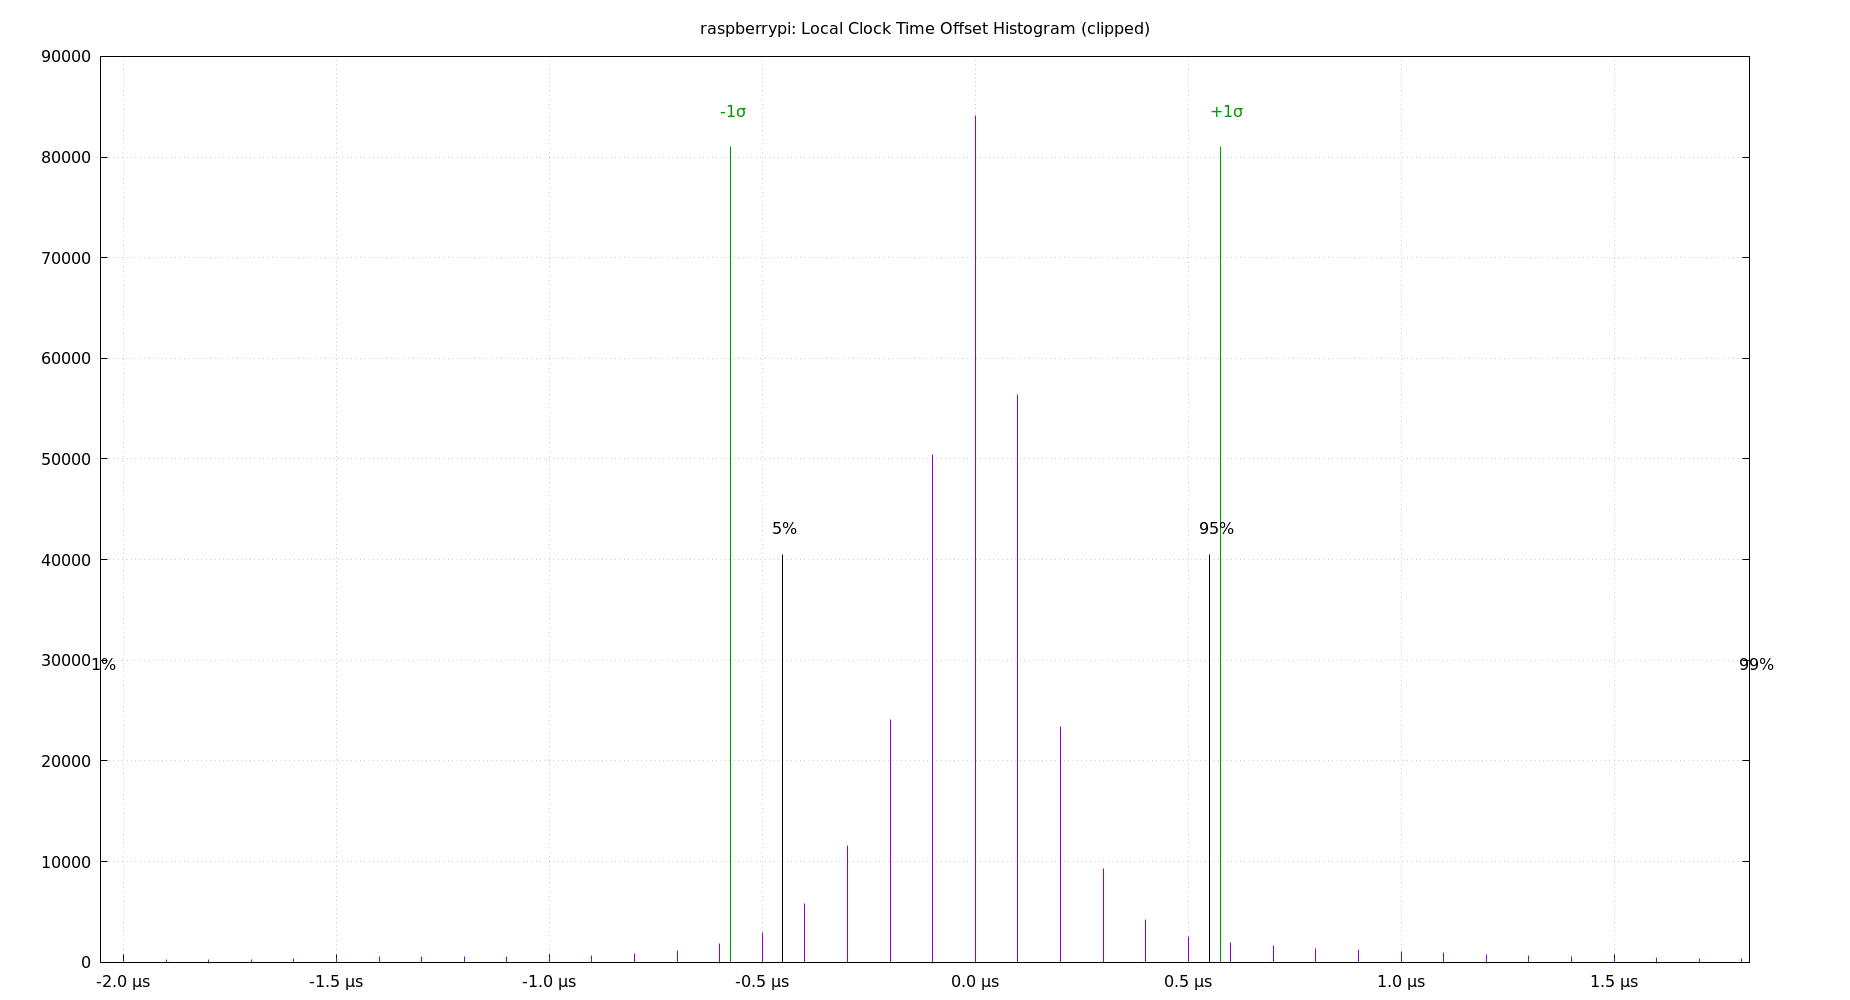 raspberrypi: Local Clock Time Offset Histogram (clipped)
90000
-1σ +1σ
80000
70000
60000
50000
5% 95%
40000
30000 1% 99%
20000
10000
0
-2.0 µs -1.5 µs -1.0 µs -0.5 µs 0.0 µs 0.5 µs 1.0 µs 1.5 µs